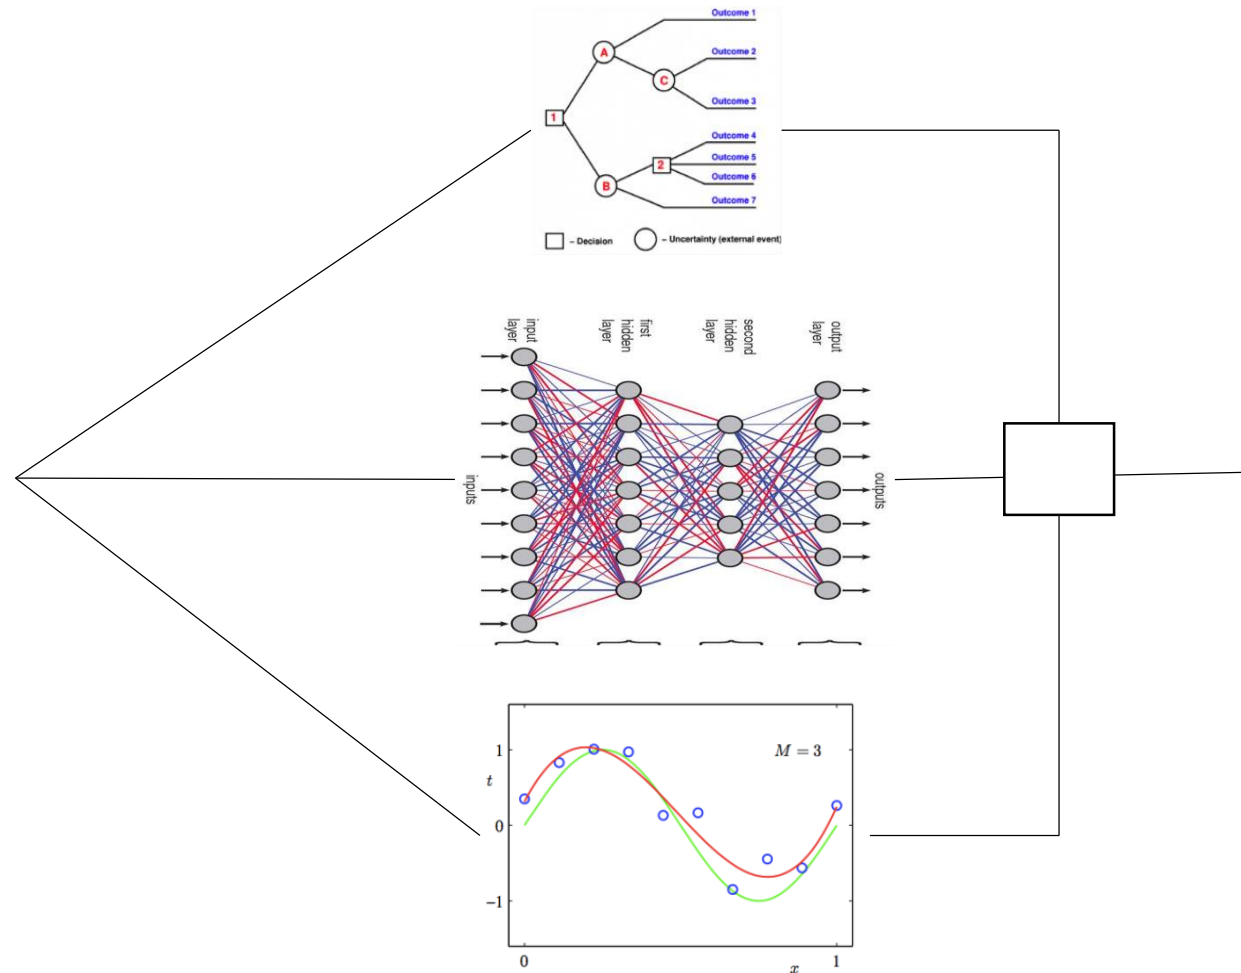 Outcome 1
A
Outcome 2
C
Outcome 3
1
Outcome 4
2
Outcome 5
Outcome 6
B
Outcome 7
– Decision
– Uncertainty (external event)
input
layer
first
hidden
layer
second
hidden
layer
output
layer
inputs
outputs
M = 3
1
t
0
−1
0
x
1